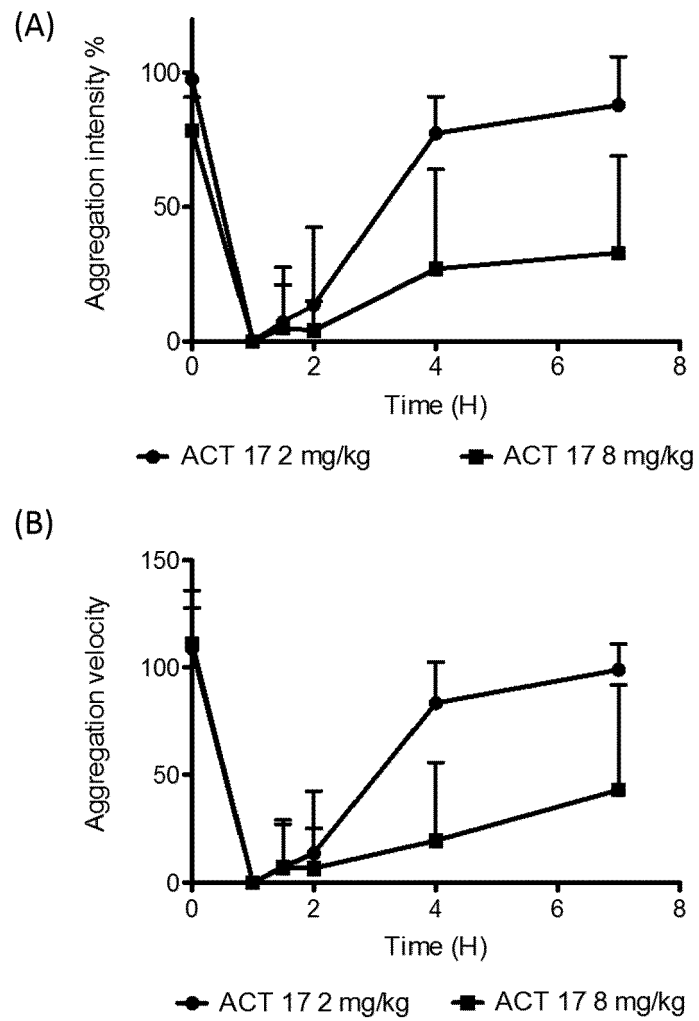 (A)
Aggregation intensity %
100
50
0
0 2 4 6 8
Time (H)
ACT 17 2 mg/kg ACT 17 8 mg/kg
(B)
Aggregation velocity
150
100
50
0
0 2 4 6 8
Time (H)
ACT 17 2 mg/kg ACT 17 8 mg/kg